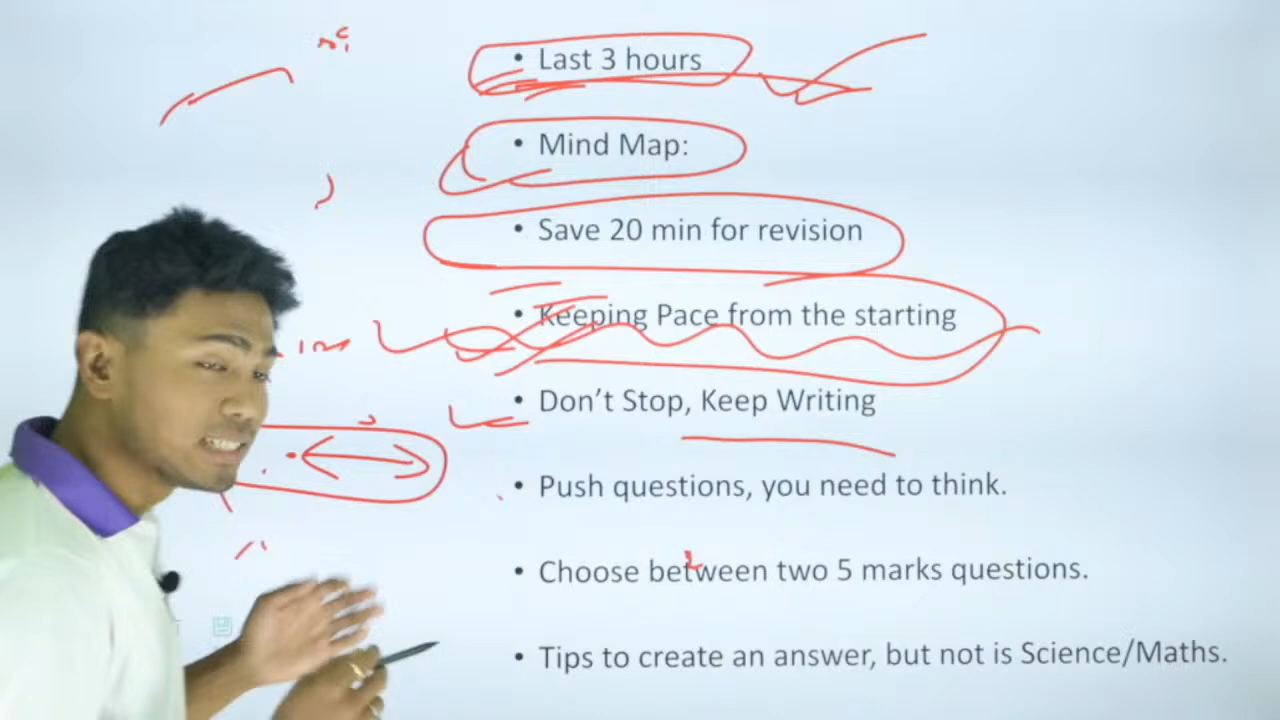 • Last 3 hours
• Mind Map:
• Save 20 min for revision
• Keeping Pace from the starting
• Don’t Stop, Keep Writing
• Push questions, you need to think.
• Choose between two 5 marks questions.
• Tips to create an answer, but not is Science/Maths.